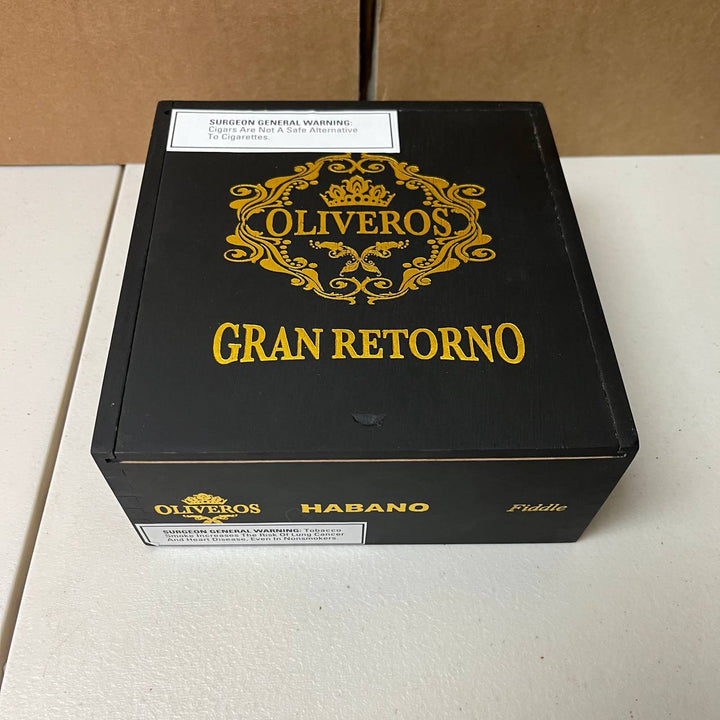 SURGEON GENERAL WARNING:
Cigars Are Not A Safe Alternative
To Cigarettes.
OLIVEROS
GRAN RETORNO
OLIVEROS HABANO Fiddle
SURGEON GENERAL WARNING: Tobacco
Smoke Increases The Risk Of Lung Cancer
And Heart Disease, Even In Nonsmokers.